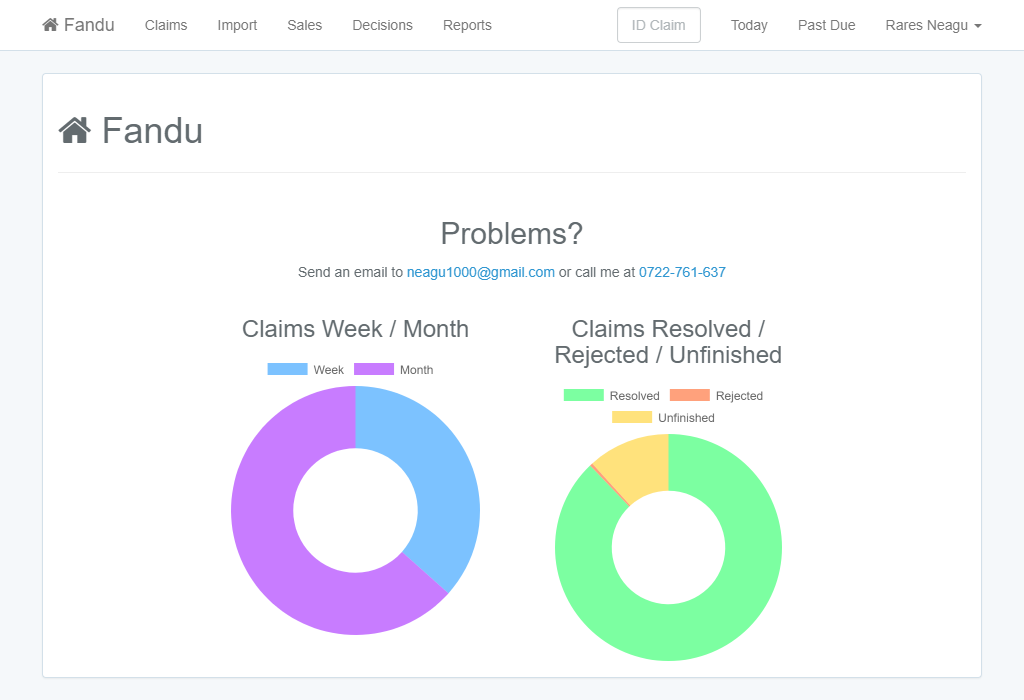 Fandu Claims Import Sales Decisions Reports ID Claim Today Past Due Rares Neagu
Fandu
Problems?
Send an email to neagu1000@gmail.com or call me at 0722-761-637
Claims Week / Month
Week Month
Claims Resolved /
Rejected / Unfinished
Resolved Rejected
Unfinished